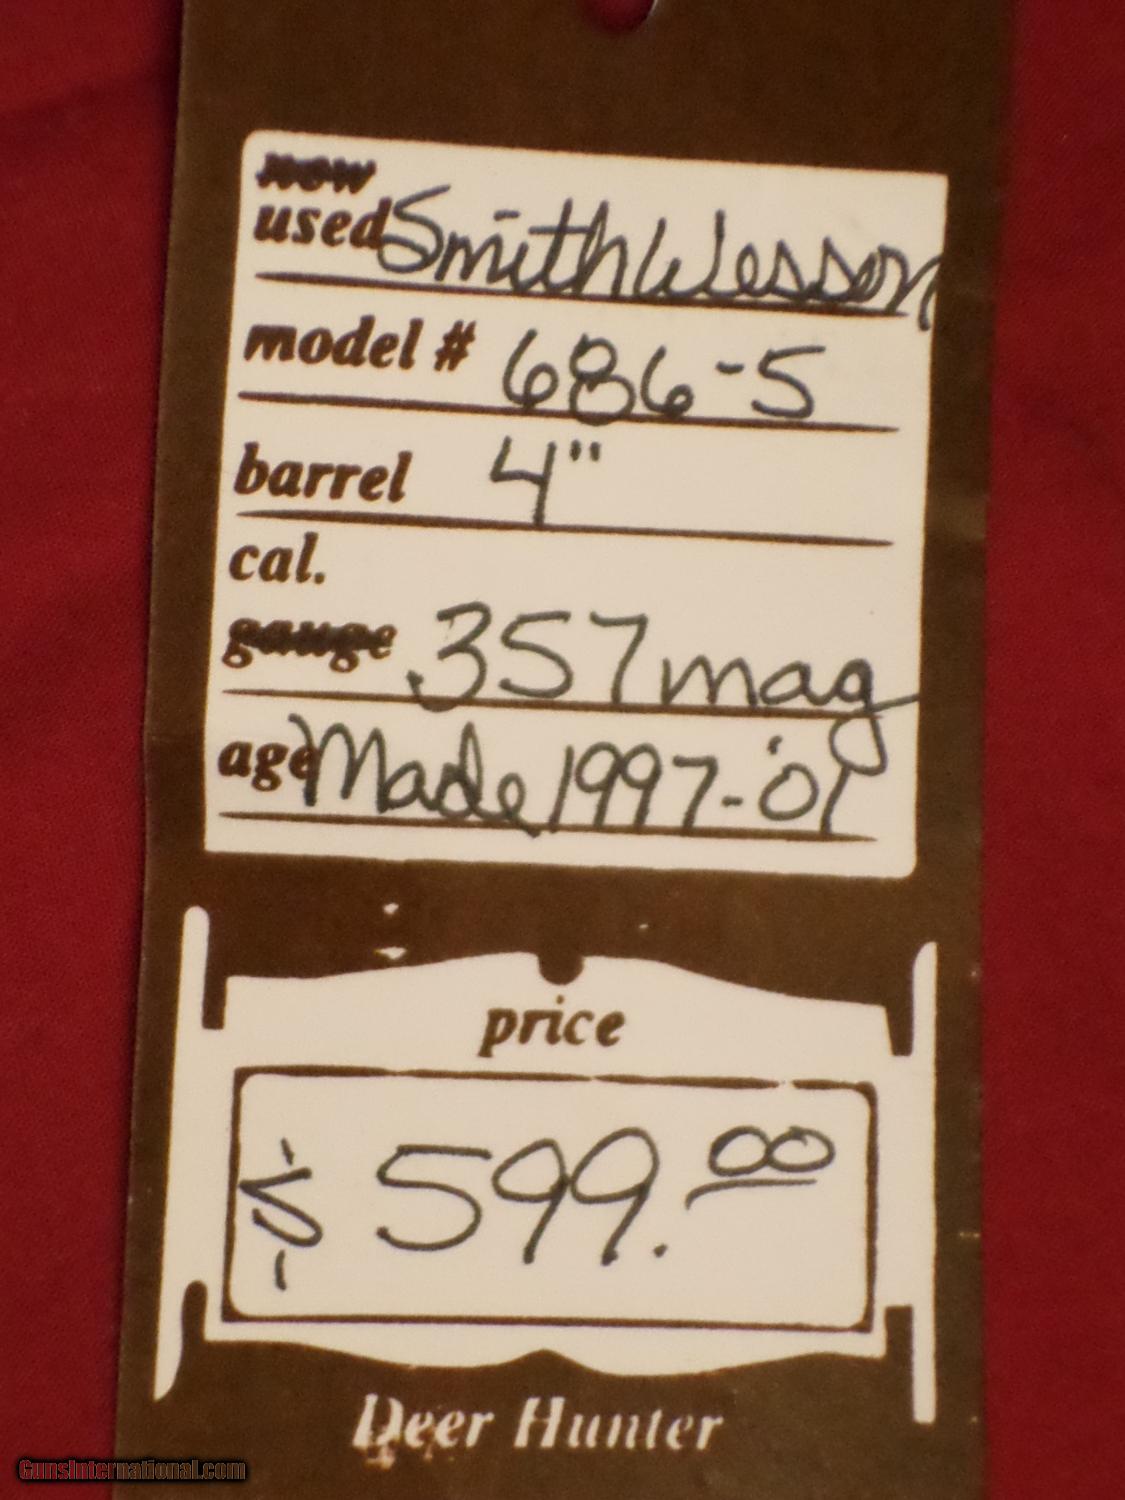 new
used Smith Wesson
model # 686-5
barrel 4"
cal.
gauge .357 mag
age Made 1997-'01
price
$599.00
Deer Hunter
GunsInternational.com